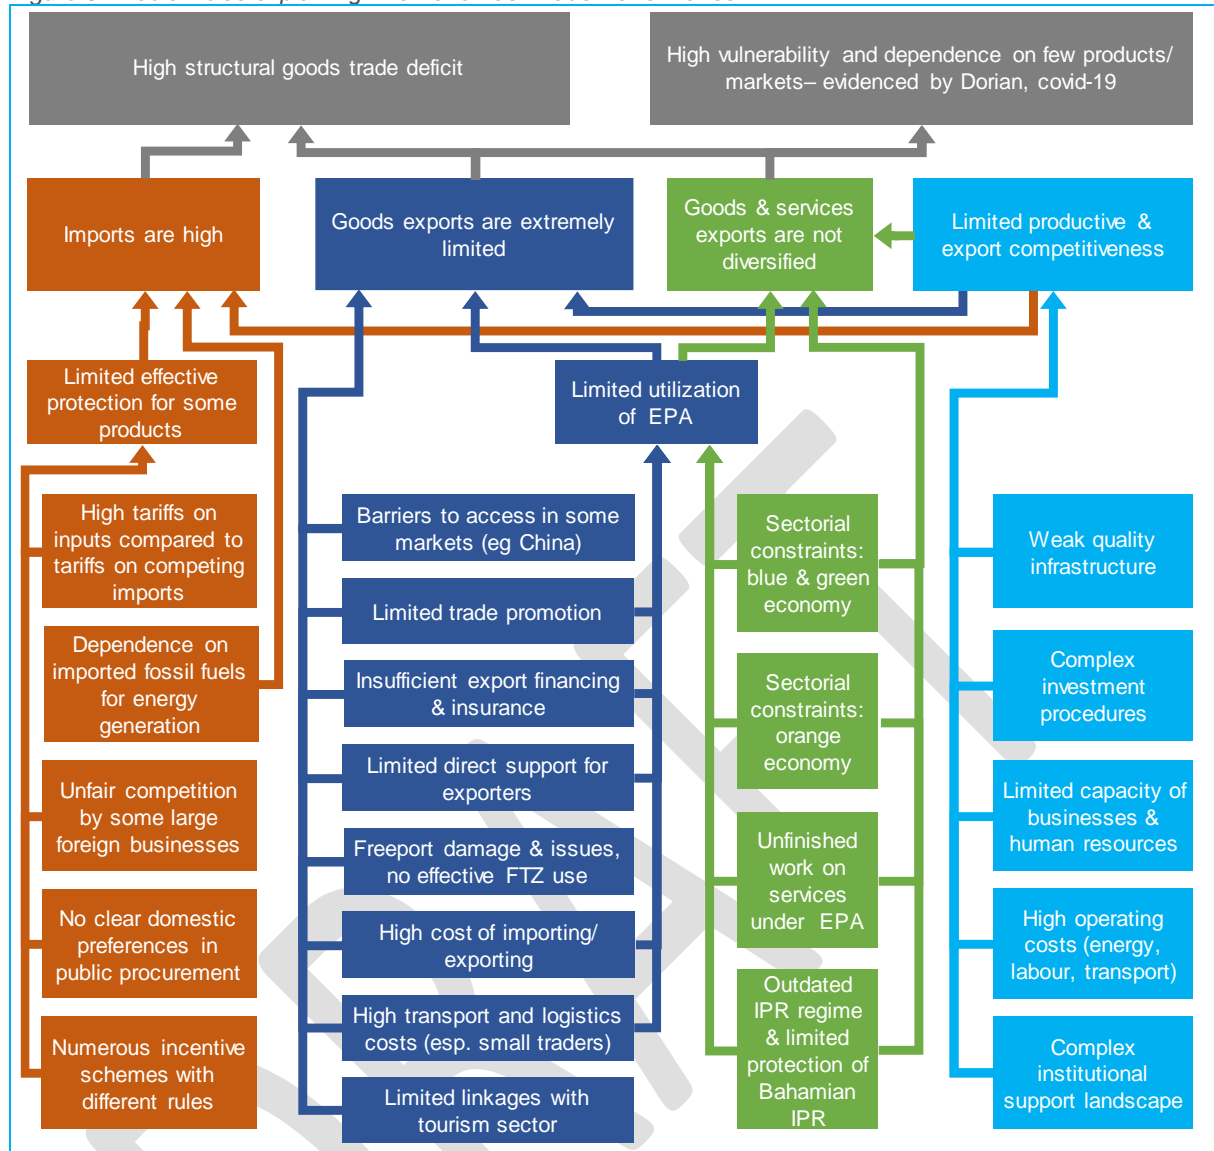 High structural goods trade deficit
High vulnerability and dependence on few products/
markets– evidenced by Dorian, covid-19
Imports are high
Goods exports are extremely
limited
Goods & services
exports are not
diversified
Limited productive &
export competitiveness
Limited effective
protection for some
products
Limited utilization
of EPA
High tariffs on
inputs compared to
tariffs on competing
imports
Dependence on
imported fossil fuels
for energy
generation
Unfair competition
by some large
foreign businesses
No clear domestic
preferences in
public procurement
Numerous incentive
schemes with
different rules
Barriers to access in some
markets (eg China)
Limited trade promotion
Insufficient export financing
& insurance
Limited direct support for
exporters
Freeport damage & issues,
no effective FTZ use
High cost of importing/
exporting
High transport and logistics
costs (esp. small traders)
Limited linkages with
tourism sector
Sectorial
constraints:
blue & green
economy
Sectorial
constraints:
orange
economy
Unfinished
work on
services
under EPA
Outdated
IPR regime
& limited
protection of
Bahamian
IPR
Weak quality
infrastructure
Complex
investment
procedures
Limited capacity of
businesses &
human resources
High operating
costs (energy,
labour, transport)
Complex
institutional
support landscape
DRAFT